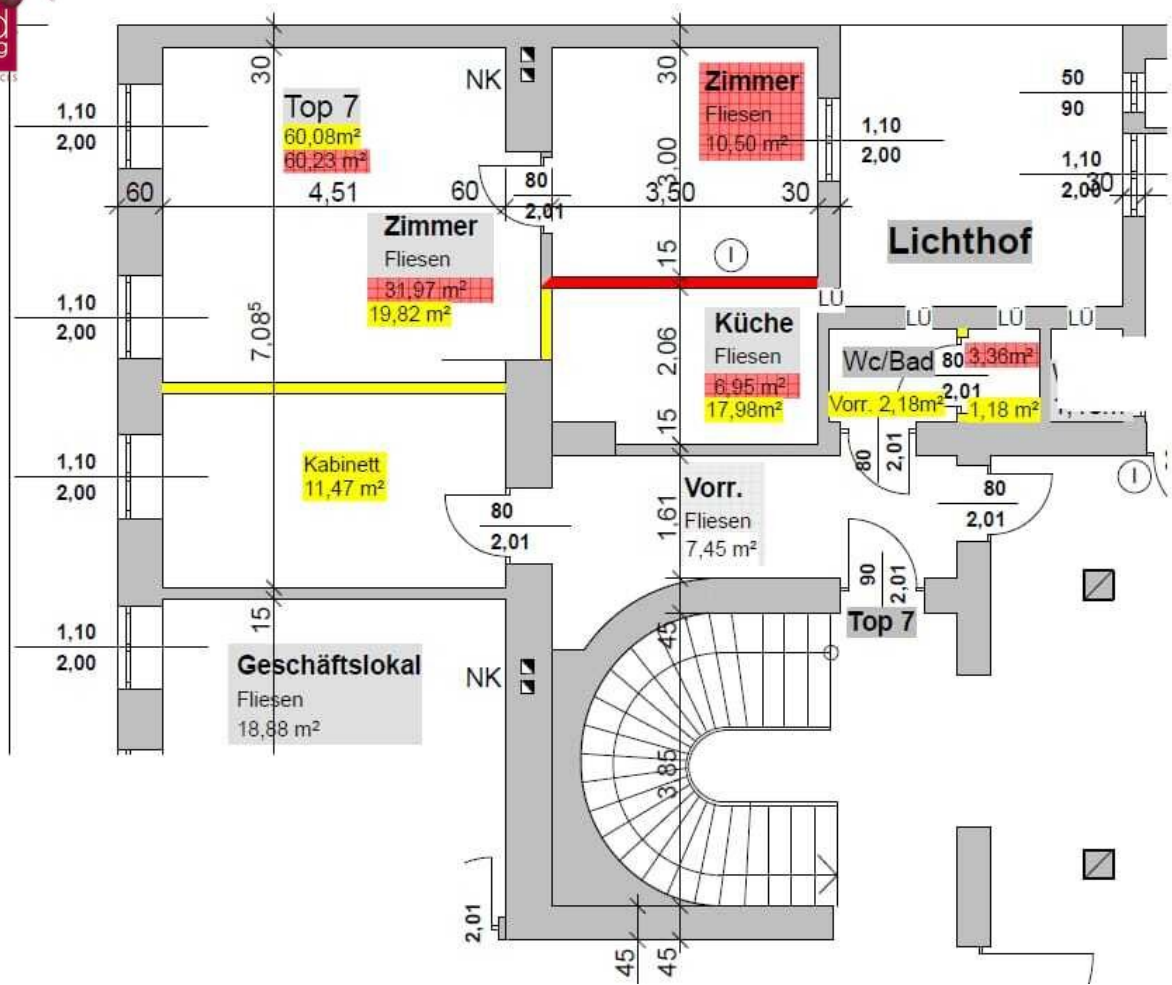 d
g
30
NK
30
Zimmer
Fliesen
10,50 m²
50
90
1,10
2,00
Top 7
60,08m²
60,23 m²
1,10
2,00
1,10
2,00
3,00
60
4,51
60
80
2,01
3,50
30
30
Zimmer
Fliesen
31,97 m²
19,82 m²
15
I
Lichthof
1,10
2,00
7,08⁵
LÜ
LÜ
LÜ
LÜ
Küche
Fliesen
6,95 m²
17,98m²
2,06
Wc/Bad
80
2,01
3,36m²
Vorr. 2,18m²
1,18 m²
15
1,10
2,00
Kabinett
11,47 m²
80
2,01
80
2,01
Vorr.
Fliesen
7,45 m²
1,61
80
2,01
I
90
2,01
Top 7
15
1,10
2,00
Geschäftslokal
Fliesen
18,88 m²
NK
45
3,85
2,01
45
45